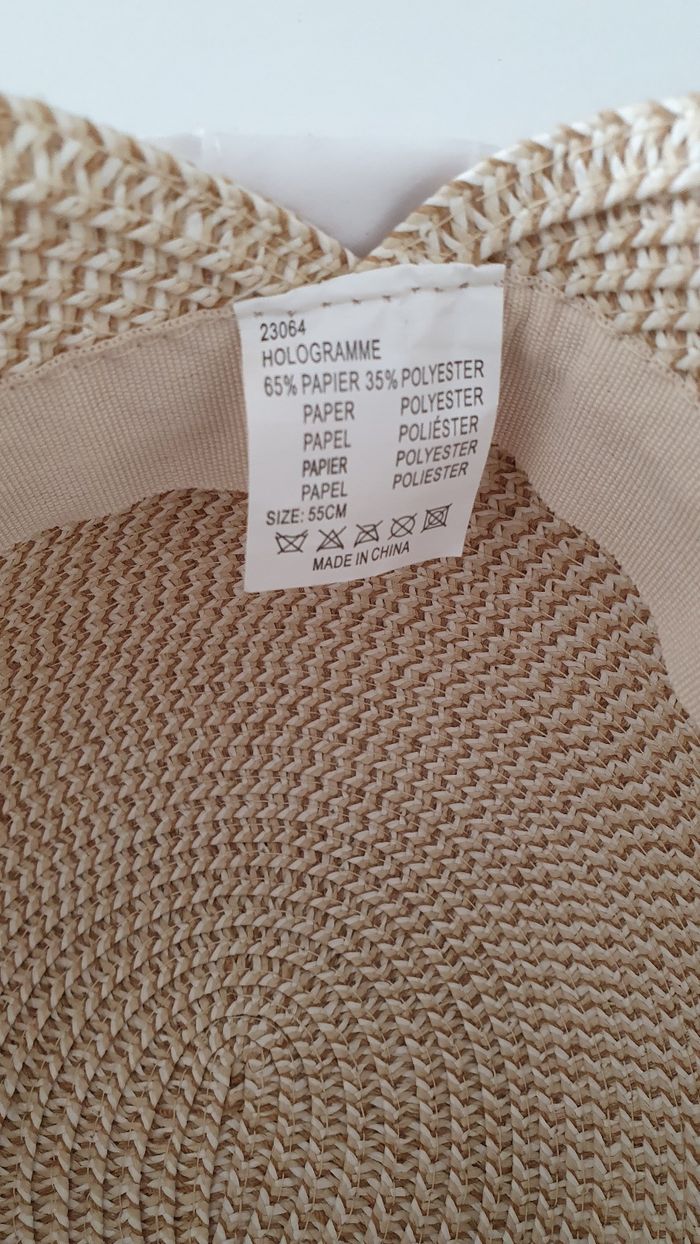 23064
HOLOGRAMME
65% PAPIER 35% POLYESTER
PAPER POLYESTER
PAPEL POLIÉSTER
PAPIER POLYESTER
PAPEL POLIESTER
SIZE: 55CM
MADE IN CHINA